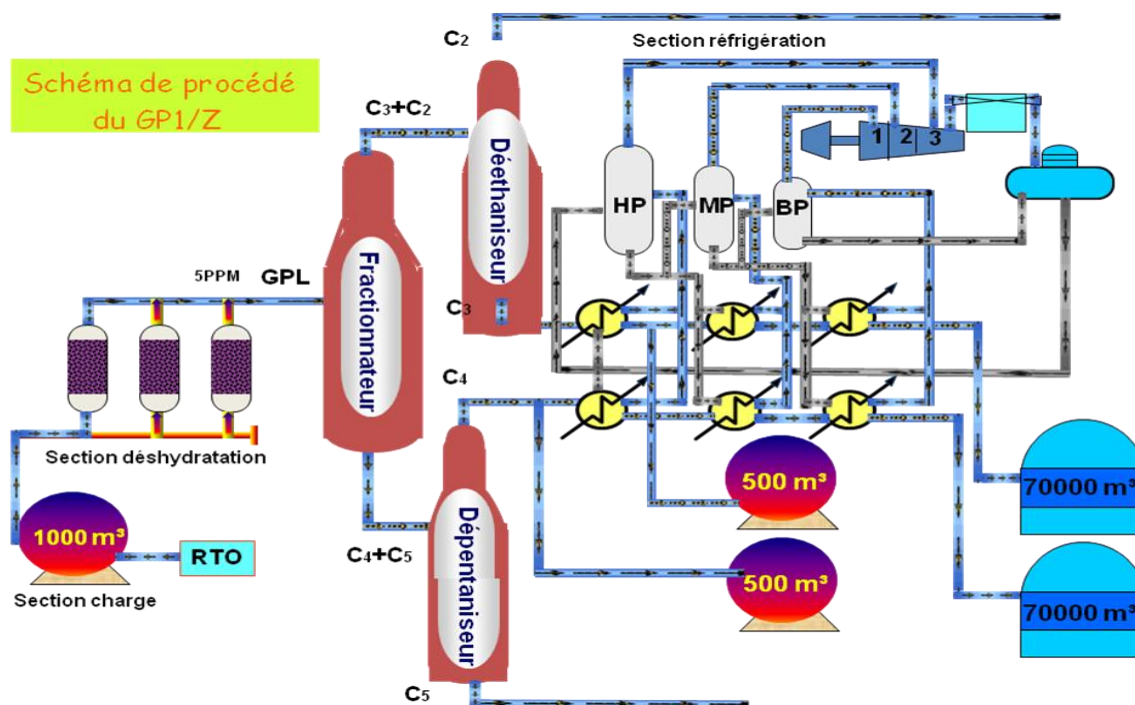 Schéma de procédé
du GP1/Z
C₂
Section réfrigération
C₃+C₂
Déethaniseur
1
2
3
HP
MP
BP
5PPM
GPL
Fractionnateur
C₃
C₄
Section déshydratation
1000 m³
RTO
Section charge
C₄+C₅
Dépentaniseur
500 m³
500 m³
70000 m³
70000 m³
C₅